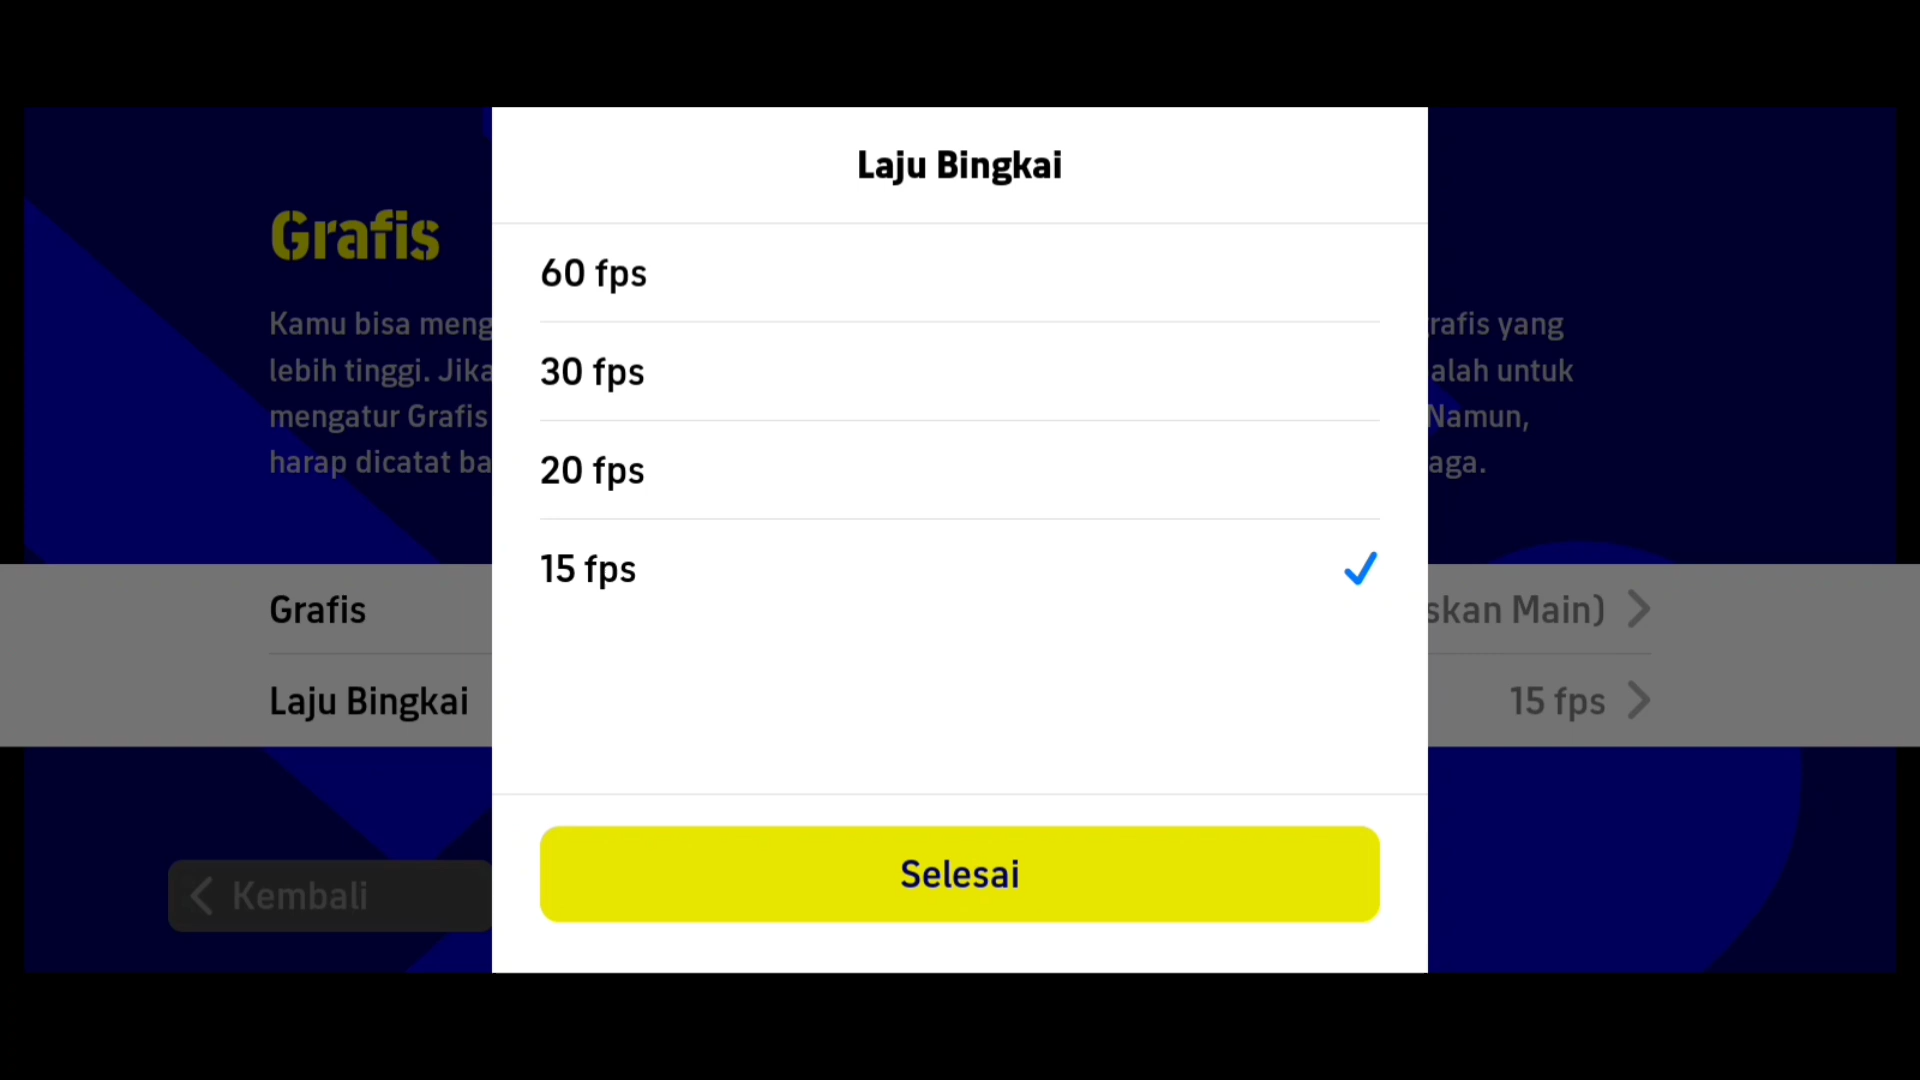 Laju Bingkai
60 fps
30 fps
20 fps
15 fps
Selesai
Grafis
Kamu bisa meng
lebih tinggi. Jika
mengatur Grafis
harap dicatat ba
rafis yang
alah untuk
Namun,
aga.
Grafis
skan Main)
Laju Bingkai
15 fps
Kembali